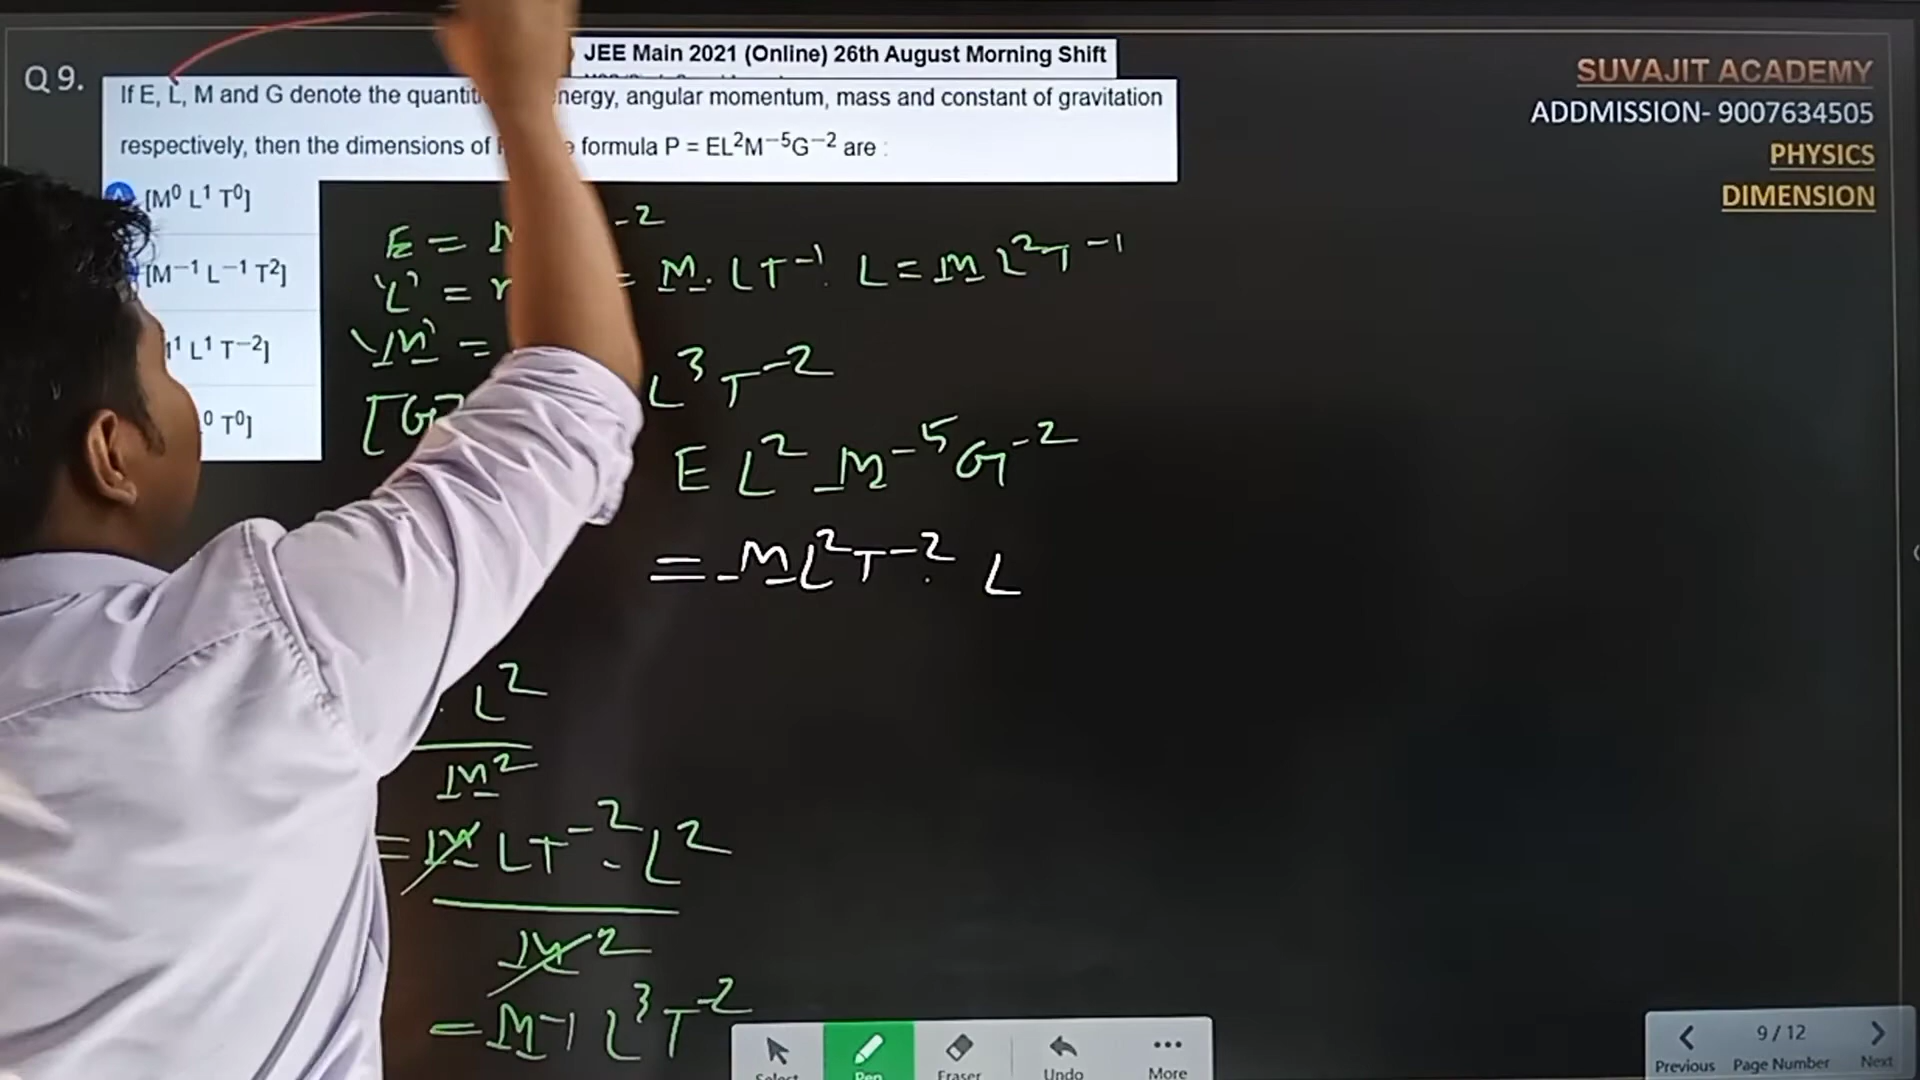 Q 9.
JEE Main 2021 (Online) 26th August Morning Shift
If E, L, M and G denote the nergy, angular momentum, mass and constant of gravitation
respectively, then the dimensions of formula P = EL²M⁻⁵G⁻² are :
[M⁰ L¹ T⁰]
[M⁻¹ L⁻¹ T²]
¹ L¹ T⁻²]
⁰ T⁰]
SUVAJIT ACADEMY
ADDMISSION- 9007634505
PHYSICS
DIMENSION
E = ⁻²
'L' = = M. LT⁻¹. L = M L²T⁻¹
'M' =
[G] L³ T⁻²
E L² M⁻⁵ G⁻²
= ML²T⁻². L
. L²
M²
= M LT⁻². L²
M²
= M⁻¹ L³ T⁻²
Select
Pen
Eraser
Undo
More
Previous
9 / 12
Page Number
Next